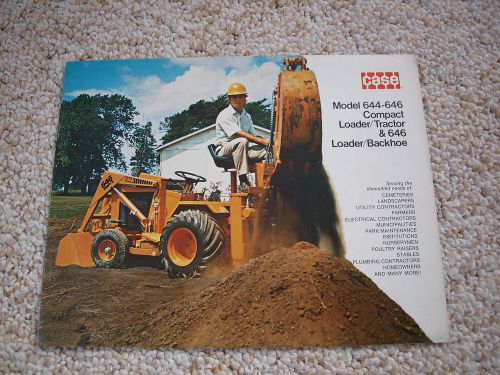 CASE
Model 644-646
Compact
Loader/Tractor
& 646
Loader/Backhoe
Serving the
diversified needs of:
CEMETERIES
LANDSCAPERS
UTILITY CONTRACTORS
FARMERS
ELECTRICAL CONTRACTORS
MUNICIPALITIES
PARK MAINTENANCE
INSTITUTIONS
NURSERYMEN
POULTRY RAISERS
STABLES
PLUMBING CONTRACTORS
HOMEOWNERS
AND MANY MORE!